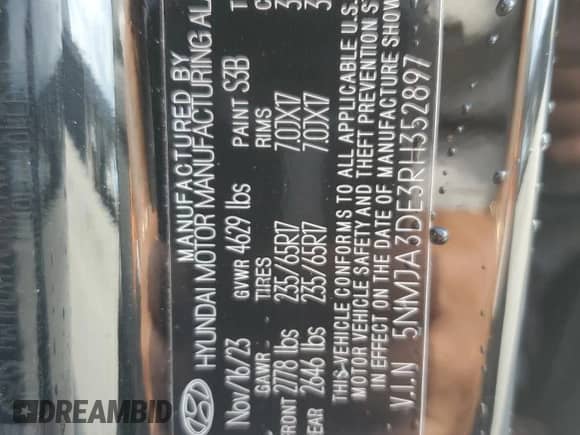 MANUFACTURED BY
HYUNDAI MOTOR MANUFACTURING AL
Nov/16/23 GVWR 4629 lbs PAINT S3B
GAWR TIRES RIMS
FRONT 2778 lbs 235/65R17 7.0JX17
REAR 2646 lbs 235/65R17 7.0JX17
THIS VEHICLE CONFORMS TO ALL APPLICABLE U.S.
MOTOR VEHICLE SAFETY AND THEFT PREVENTION S
IN EFFECT ON THE DATE OF MANUFACTURE SHOW
V.I.N 5NMJA3DE3RH352897
DREAMBID